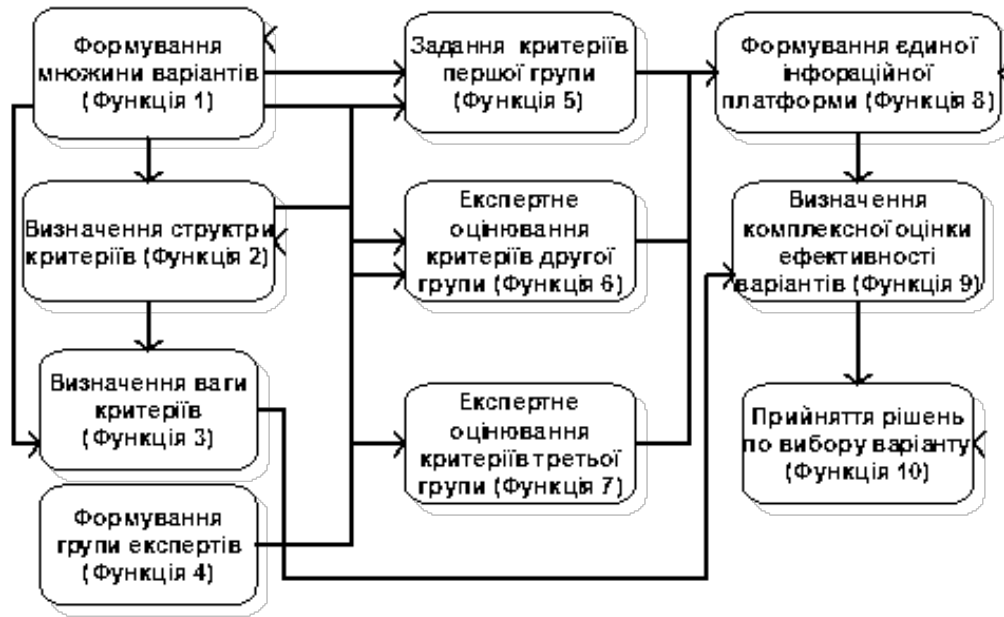 Формування
множини варіантів
(Функція 1)
Визначення структри
критеріїв (Функція 2)
Визначення ваги
критеріїв
(Функція 3)
Формування
групи експертів
(Функція 4)
Задання критеріїв
першої групи
(Функція 5)
Експертне
оцінювання
критеріїв другої
групи (Функція 6)
Експертне
оцінювання
критеріїв третьої
групи (Функція 7)
Формування єдиної
інфораційної
платформи (Функція 8)
Визначення
комплексної оцінки
ефективності
варіантів (Функція 9)
Прийняття рішень
по вибору варіанту
(Функція 10)